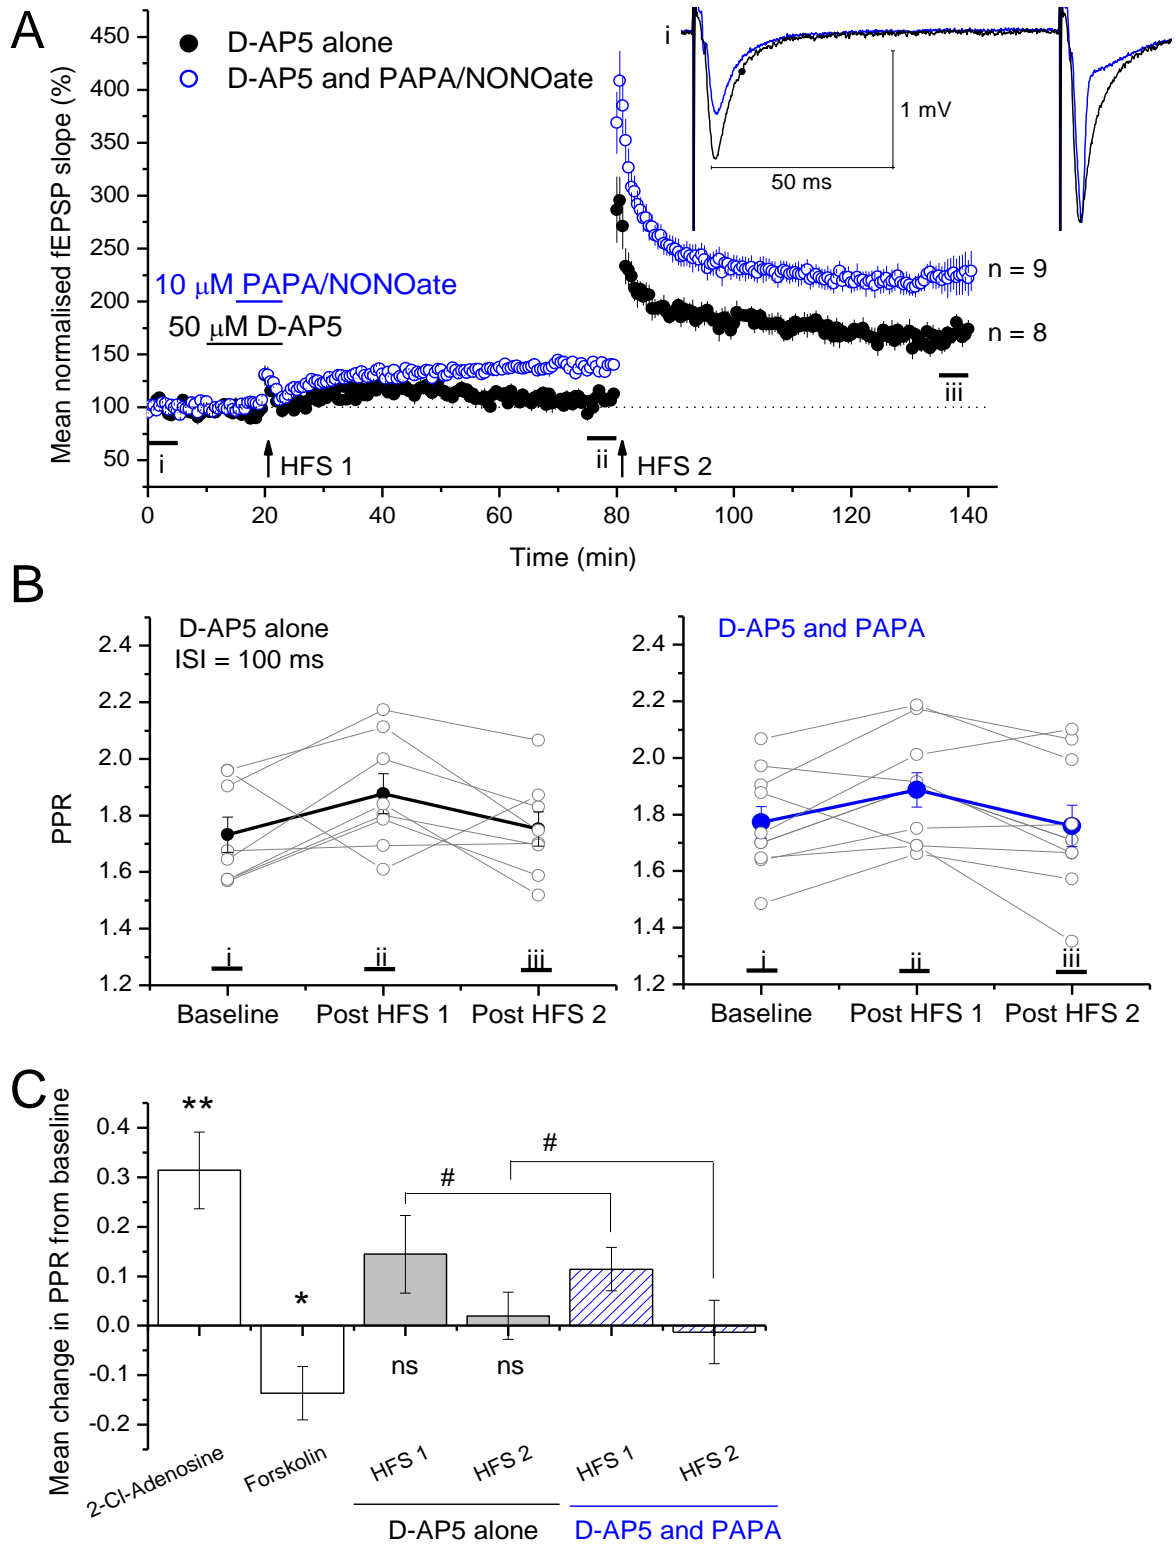 A
Mean normalised fEPSP slope (%)
450
400
350
300
250
200
150
100
50
D-AP5 alone
D-AP5 and PAPA/NONOate
i
1 mV
50 ms
10 μM PAPA/NONOate
50 μM D-AP5
n = 9
n = 8
i
HFS 1
ii
HFS 2
iii
0 20 40 60 80 100 120 140
Time (min)
B
PPR
2.4
2.2
2.0
1.8
1.6
1.4
1.2
D-AP5 alone
ISI = 100 ms
i ii iii
Baseline Post HFS 1 Post HFS 2
2.4
2.2
2.0
1.8
1.6
1.4
1.2
D-AP5 and PAPA
i ii iii
Baseline Post HFS 1 Post HFS 2
C
Mean change in PPR from baseline
0.4
0.3
0.2
0.1
0.0
-0.1
-0.2
**
*
#
#
ns
ns
2-Cl-Adenosine
Forskolin
HFS 1
HFS 2
HFS 1
HFS 2
D-AP5 alone
D-AP5 and PAPA